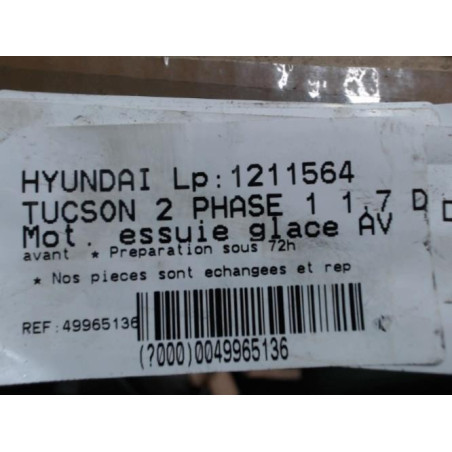 HYUNDAI Lp:1211564
TUCSON 2 PHASE 1 1.7 D
Mot. essuie glace AV
avant * Preparation sous 72h
* Nos pieces sont echangees et rep
REF:49965136
(?000)0049965136